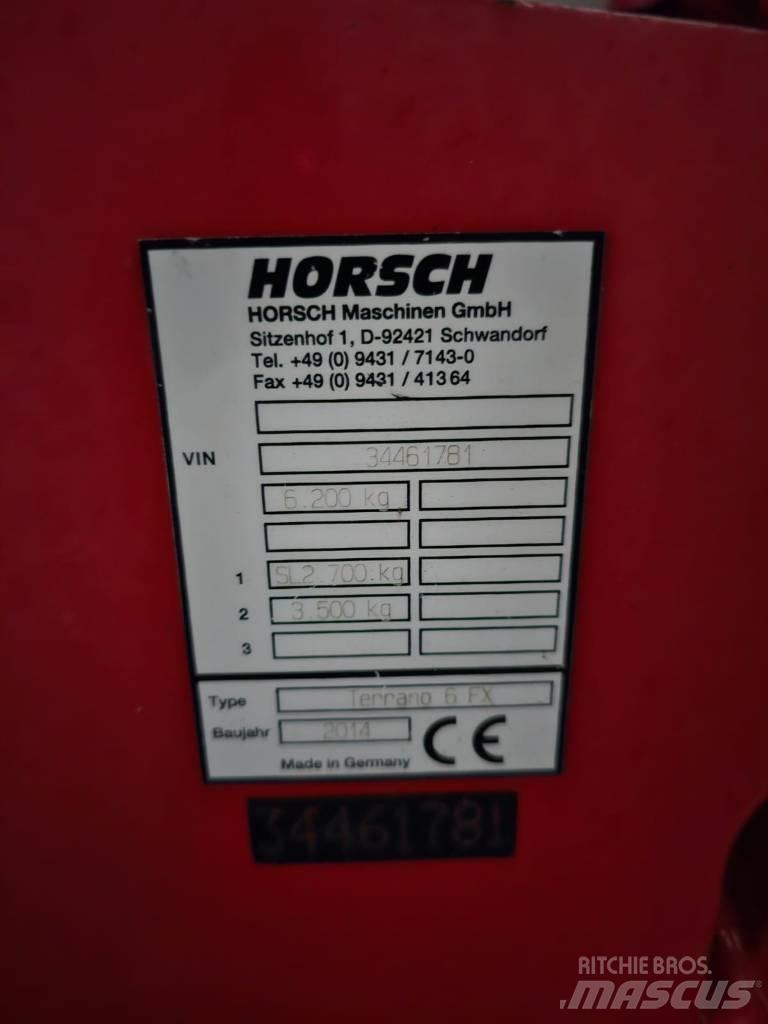 HORSCH
HORSCH Maschinen GmbH
Sitzenhof 1, D-92421 Schwandorf
Tel. +49 (0) 9431 / 7143-0
Fax +49 (0) 9431 / 41364
VIN 34461781
6.200 kg
1 SL2.700.kg
2 3.500 kg
3
Type Terrano 6 FX
Baujahr 2014 CE
Made in Germany
34461781
RITCHIE BROS.
MASCUS